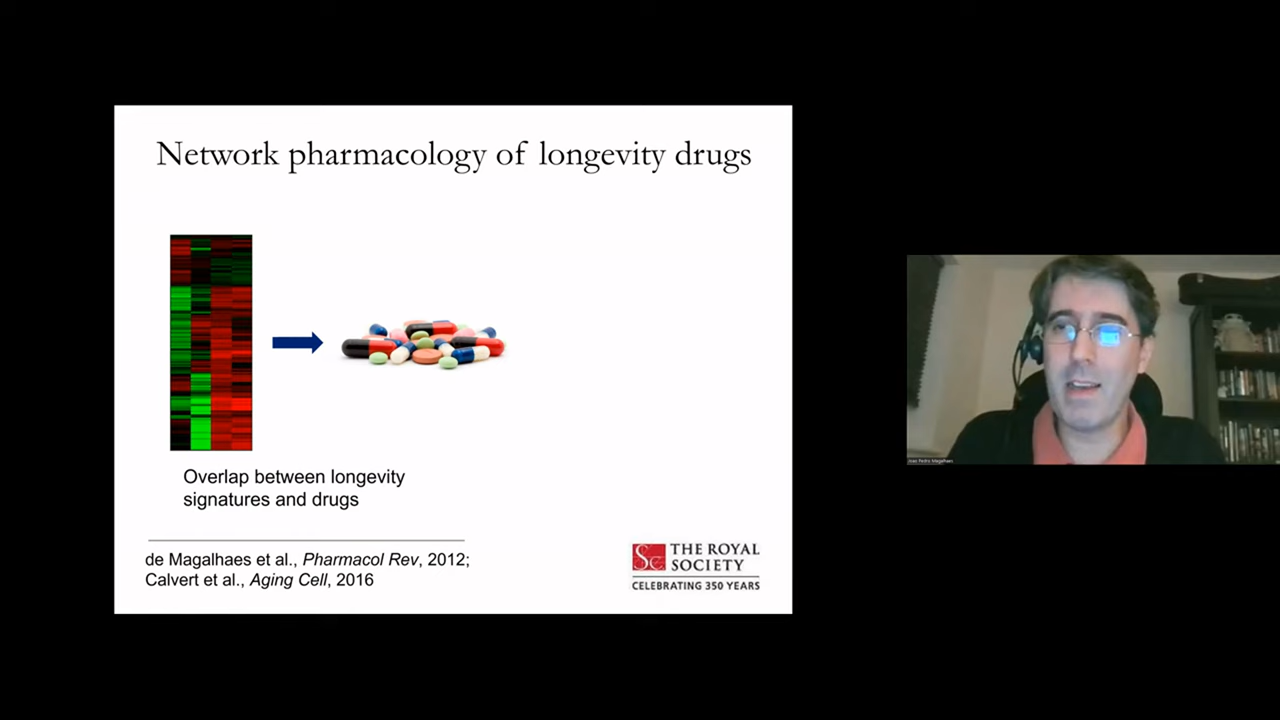 Network pharmacology of longevity drugs
Overlap between longevity
signatures and drugs
de Magalhaes et al., Pharmacol Rev, 2012;
Calvert et al., Aging Cell, 2016
THE ROYAL
SOCIETY
CELEBRATING 350 YEARS